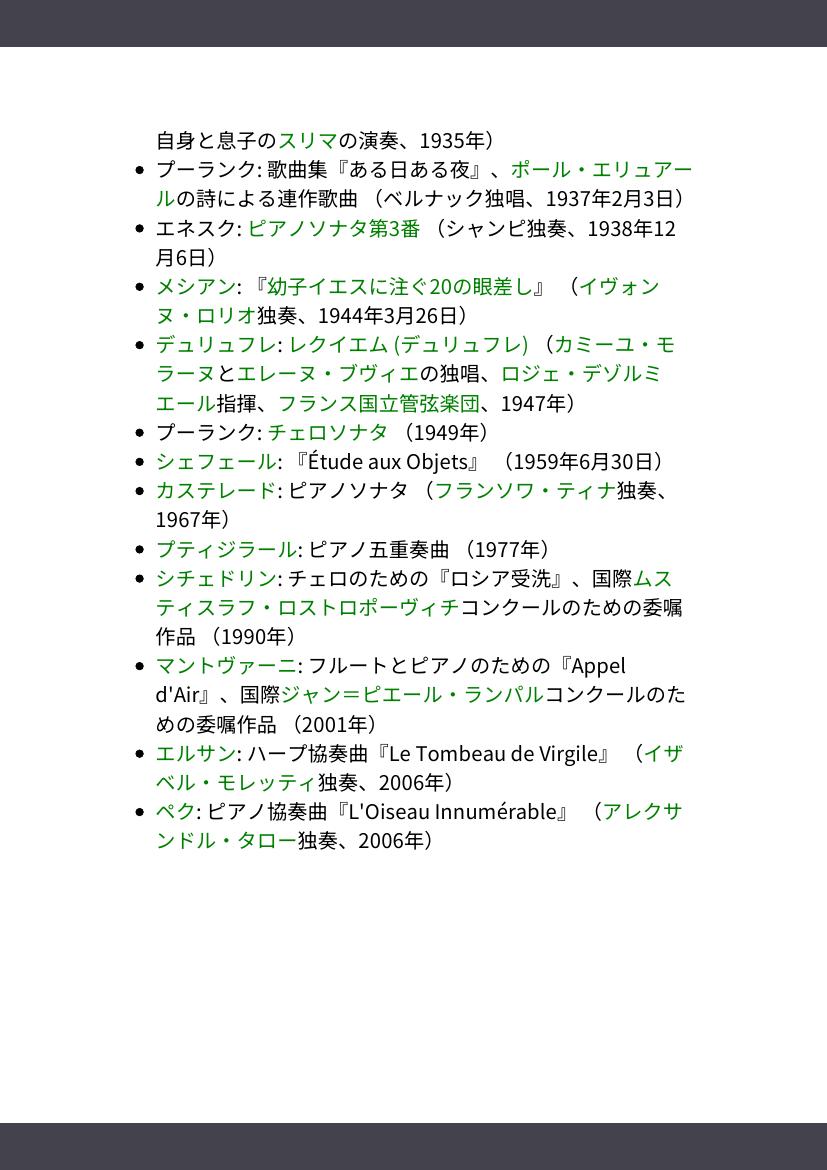 自身と息子のスリマの演奏、1935年）
• プーランク: 歌曲集『ある日ある夜』、ポール・エリュアー
ルの詩による連作歌曲 （ベルナック独唱、1937年2月3日）
• エネスク: ピアノソナタ第3番 （シャンピ独奏、1938年12
月6日）
• メシアン: 『幼子イエスに注ぐ20の眼差し』 （イヴォン
ヌ・ロリオ独奏、1944年3月26日）
• デュリュフレ: レクイエム (デュリュフレ) （カミーユ・モ
ラーヌとエレーヌ・ブヴィエの独唱、ロジェ・デゾルミ
エール指揮、フランス国立管弦楽団、1947年）
• プーランク: チェロソナタ （1949年）
• シェフェール: 『Étude aux Objets』 （1959年6月30日）
• カステレード: ピアノソナタ （フランソワ・ティナ独奏、
1967年）
• プティジラール: ピアノ五重奏曲 （1977年）
• シチェドリン: チェロのための『ロシア受洗』、国際ムス
ティスラフ・ロストロポーヴィチコンクールのための委嘱
作品 （1990年）
• マントヴァーニ: フルートとピアノのための『Appel
d'Air』、国際ジャン＝ピエール・ランパルコンクールのた
めの委嘱作品 （2001年）
• エルサン: ハープ協奏曲『Le Tombeau de Virgile』 （イザ
ベル・モレッティ独奏、2006年）
• ペク: ピアノ協奏曲『L'Oiseau Innumérable』 （アレクサ
ンドル・タロー独奏、2006年）